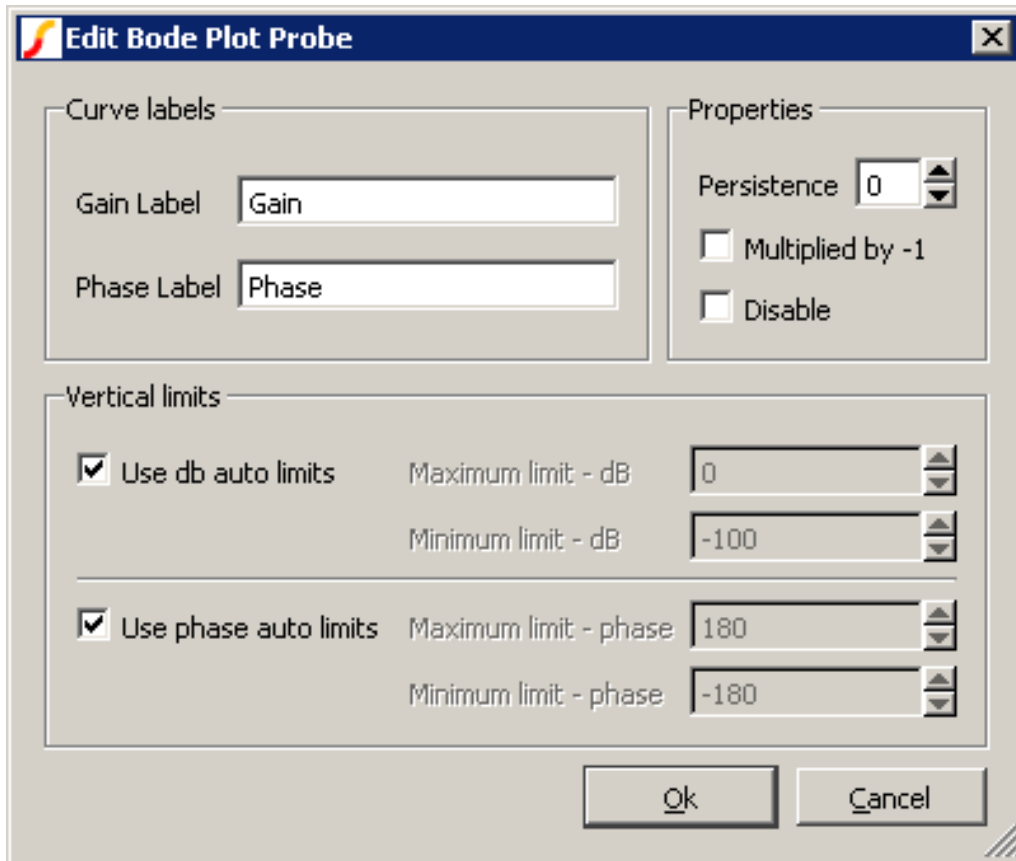 Edit Bode Plot Probe
Curve labels
Gain Label Gain
Phase Label Phase
Properties
Persistence 0
Multiplied by -1
Disable
Vertical limits
Use db auto limits Maximum limit - dB 0
Minimum limit - dB -100
Use phase auto limits Maximum limit - phase 180
Minimum limit - phase -180
Ok Cancel